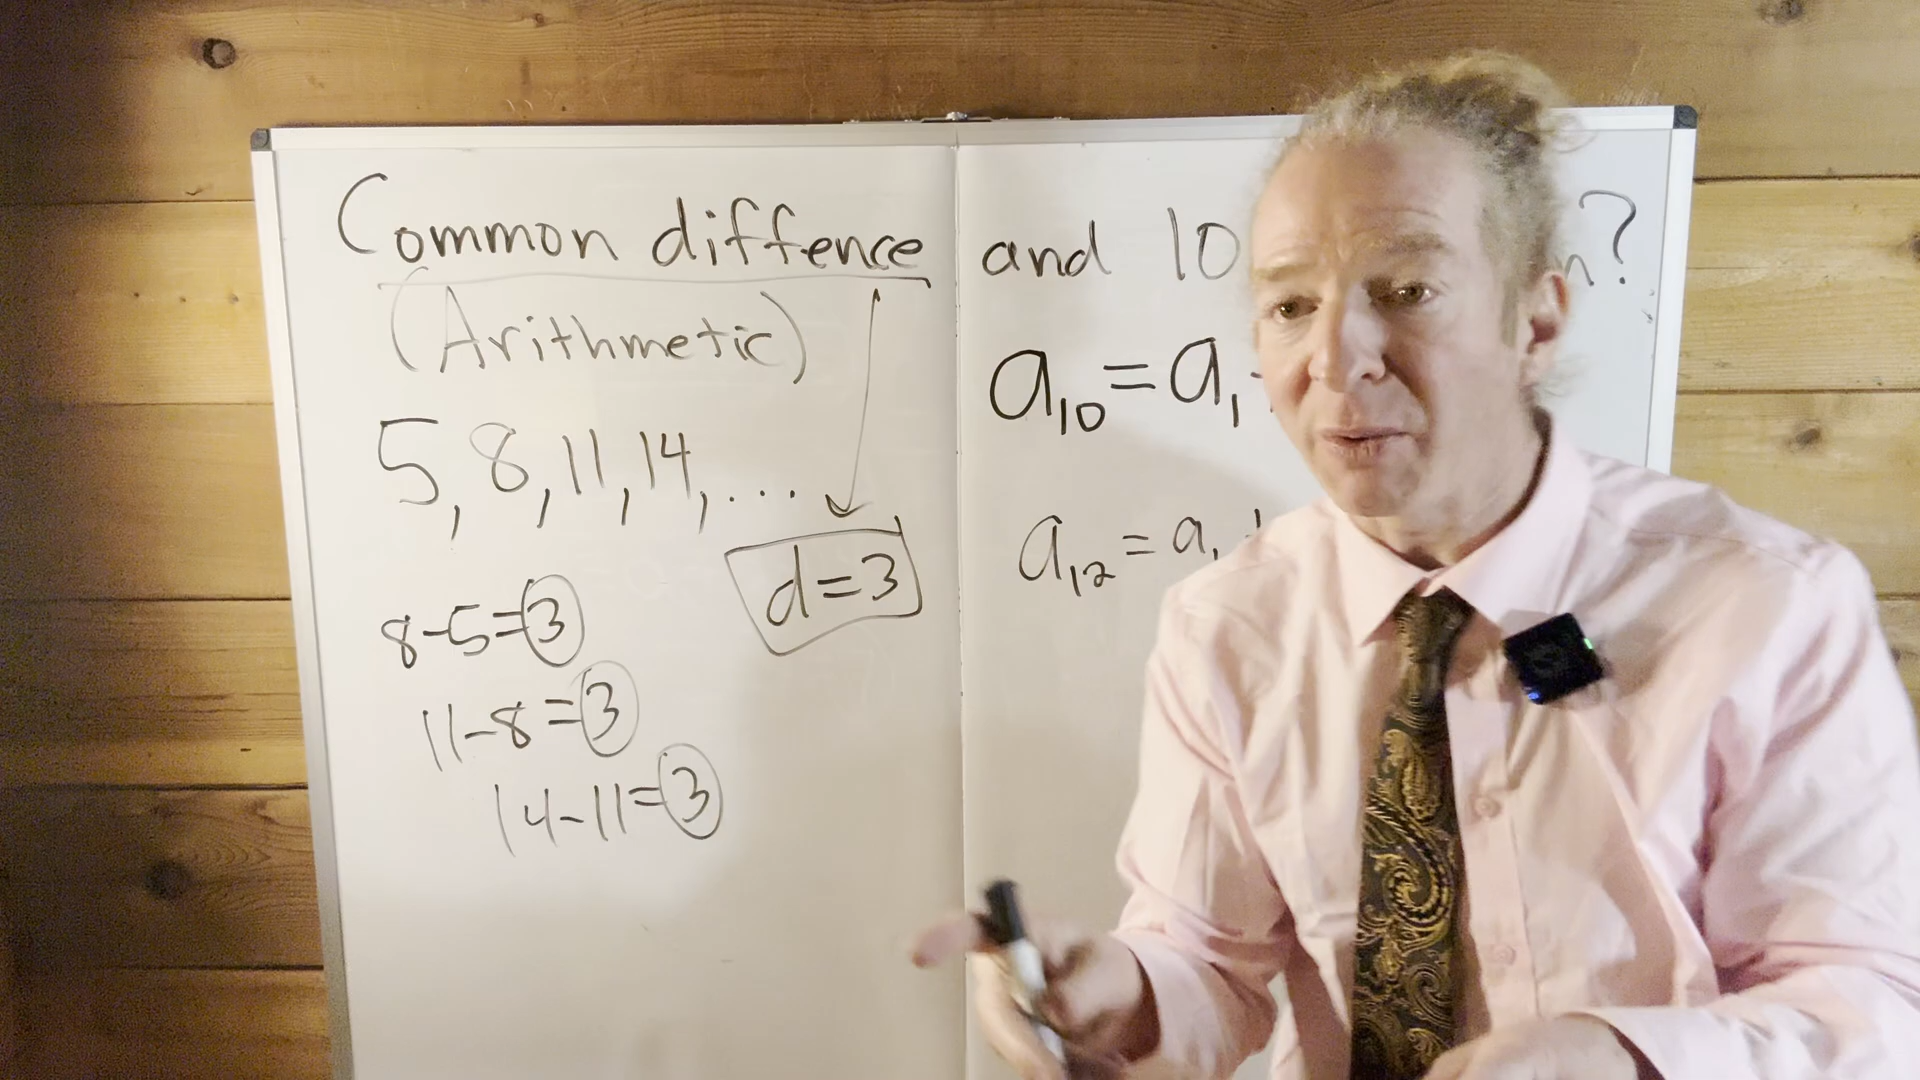 Common diffence and 10 n?
(Arithmetic)
5, 8, 11, 14, ...
d=3
8-5=3
11-8=3
14-11=3
a₁₀=a₁
a₁₂=a₁